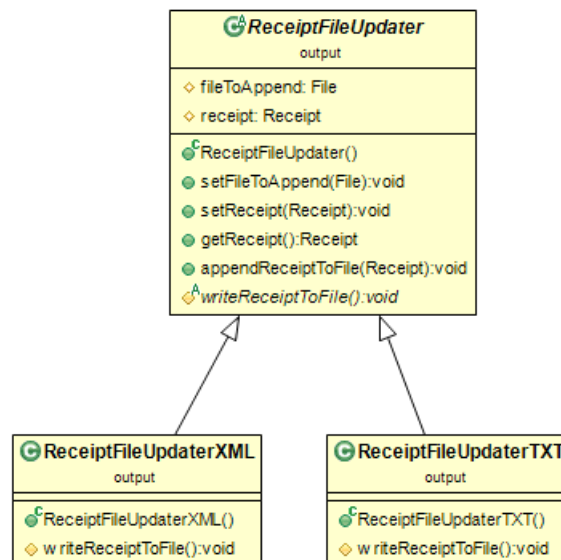 ReceiptFileUpdater
output
fileToAppend: File
receipt: Receipt
ReceiptFileUpdater()
setFileToAppend(File):void
setReceipt(Receipt):void
getReceipt():Receipt
appendReceiptToFile(Receipt):void
writeReceiptToFile():void
ReceiptFileUpdaterXML
output
ReceiptFileUpdaterXML()
writeReceiptToFile():void
ReceiptFileUpdaterTXT
output
ReceiptFileUpdaterTXT()
writeReceiptToFile():void